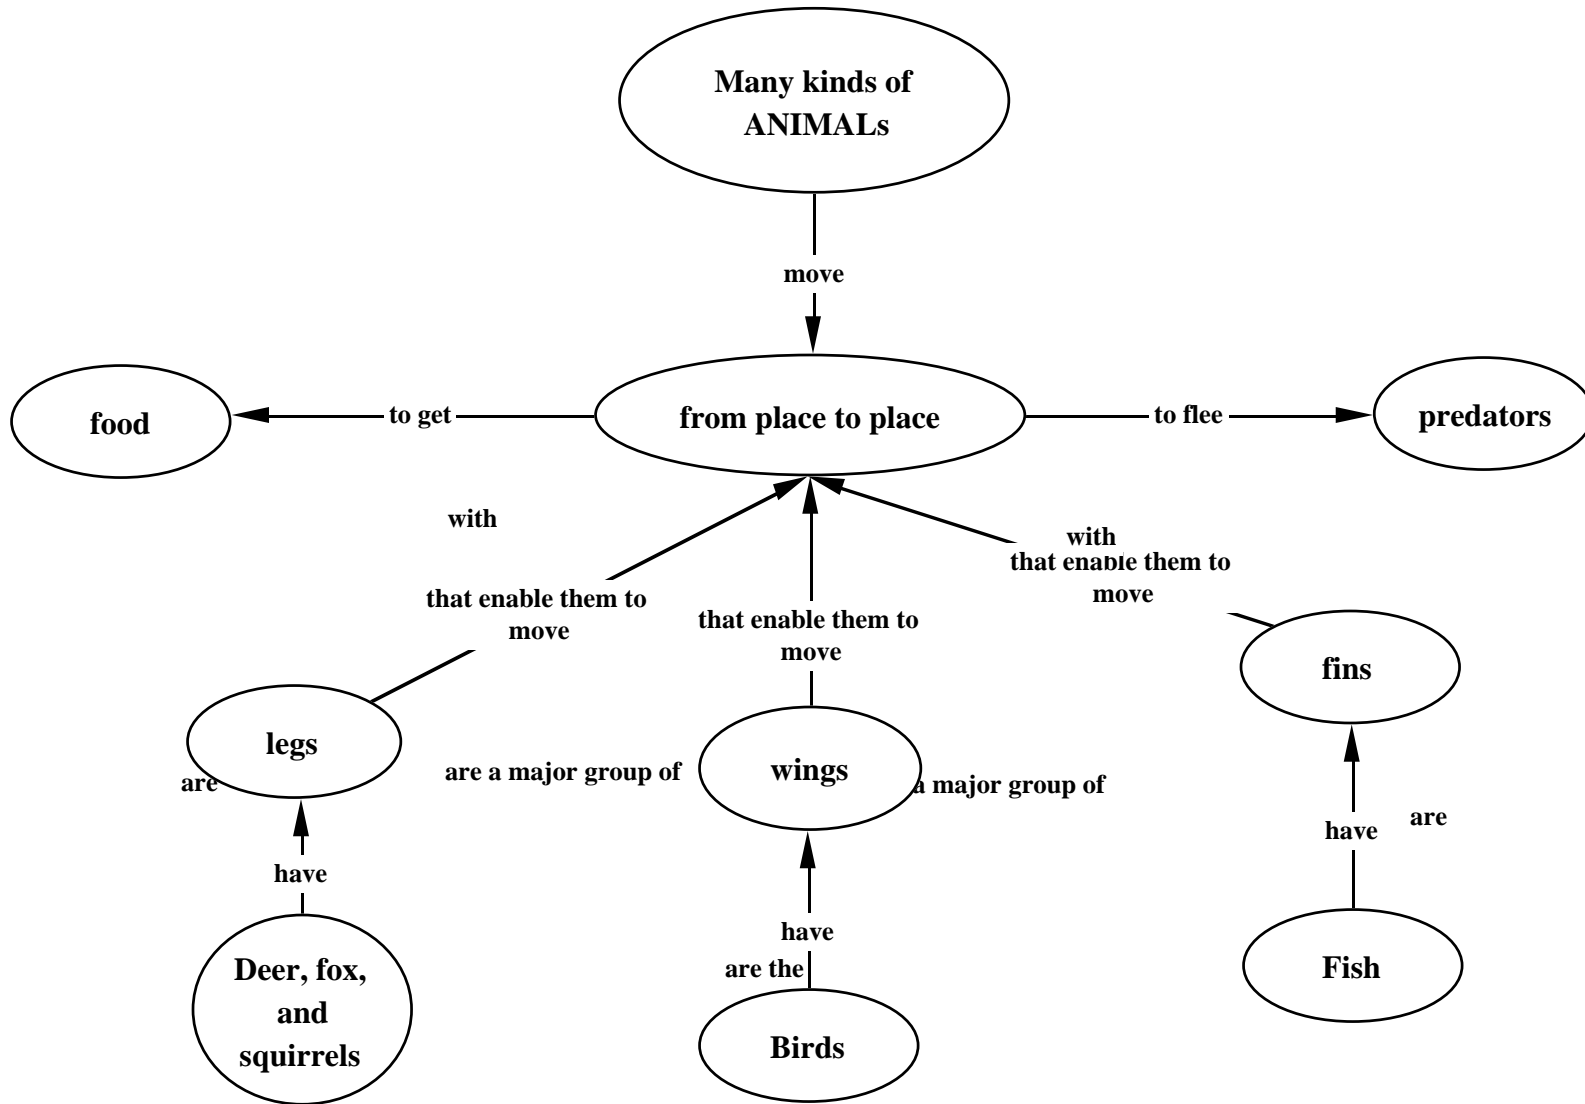 Many kinds of
ANIMALs
move
food
to get
from place to place
to flee
predators
with
with
that enable them to
move
that enable them to
move
that enable them to
move
fins
legs
wings
are
are a major group of
a major group of
have
are
have
have
are the
Deer, fox,
and
squirrels
Birds
Fish